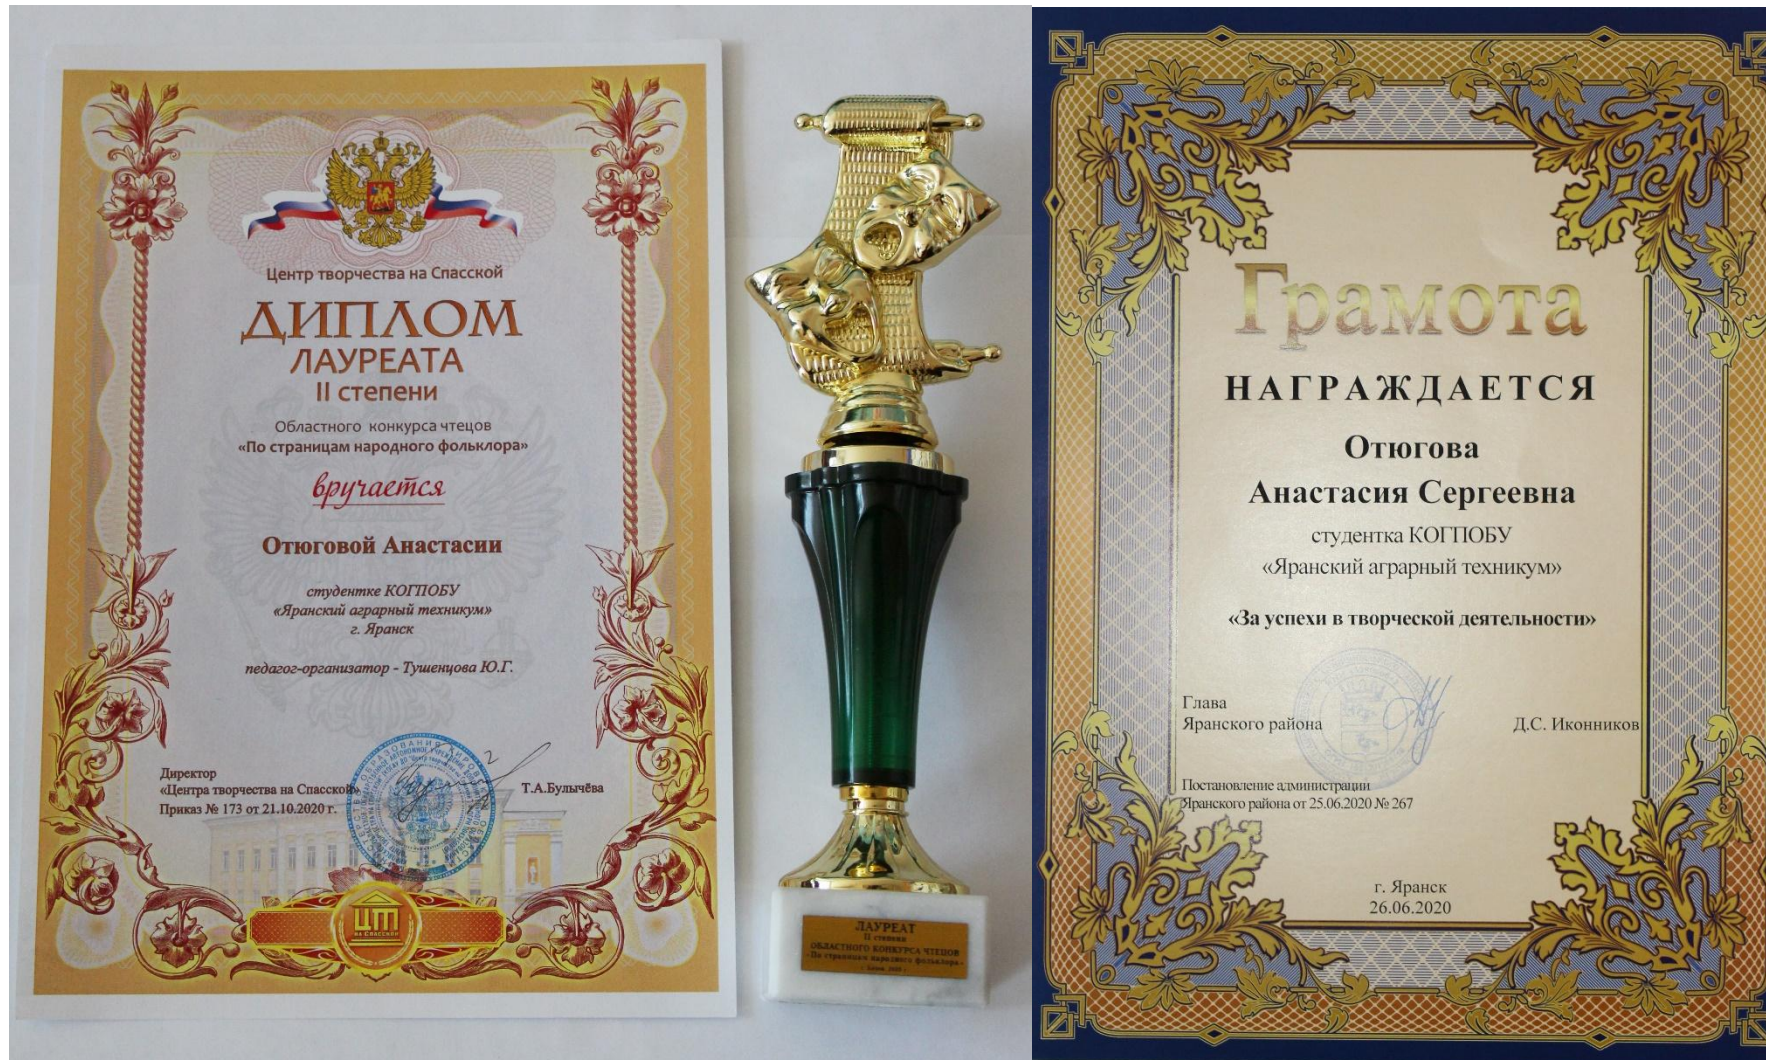 Центр творчества на Спасской
ДИПЛОМ
ЛАУРЕАТА
II степени
Областного конкурса чтецов
«По страницам народного фольклора»
вручается
Отюговой Анастасии
студентке КОГПОБУ
«Яранский аграрный техникум»
г. Яранск
педагог-организатор - Тушенцова Ю.Г.
Директор
«Центра творчества на Спасской»
Т.А.Булычёва
Приказ № 173 от 21.10.2020 г.
ЦТ
НА СПАССКОЙ
ЛАУРЕАТ
II степени
ОБЛАСТНОГО КОНКУРСА ЧТЕЦОВ
«По страницам народного фольклора»
Грамота
НАГРАЖДАЕТСЯ
Отюгова
Анастасия Сергеевна
студентка КОГПОБУ
«Яранский аграрный техникум»
«За успехи в творческой деятельности»
Глава
Яранского района
Д.С. Иконников
Постановление администрации
Яранского района от 25.06.2020 № 267
г. Яранск
26.06.2020